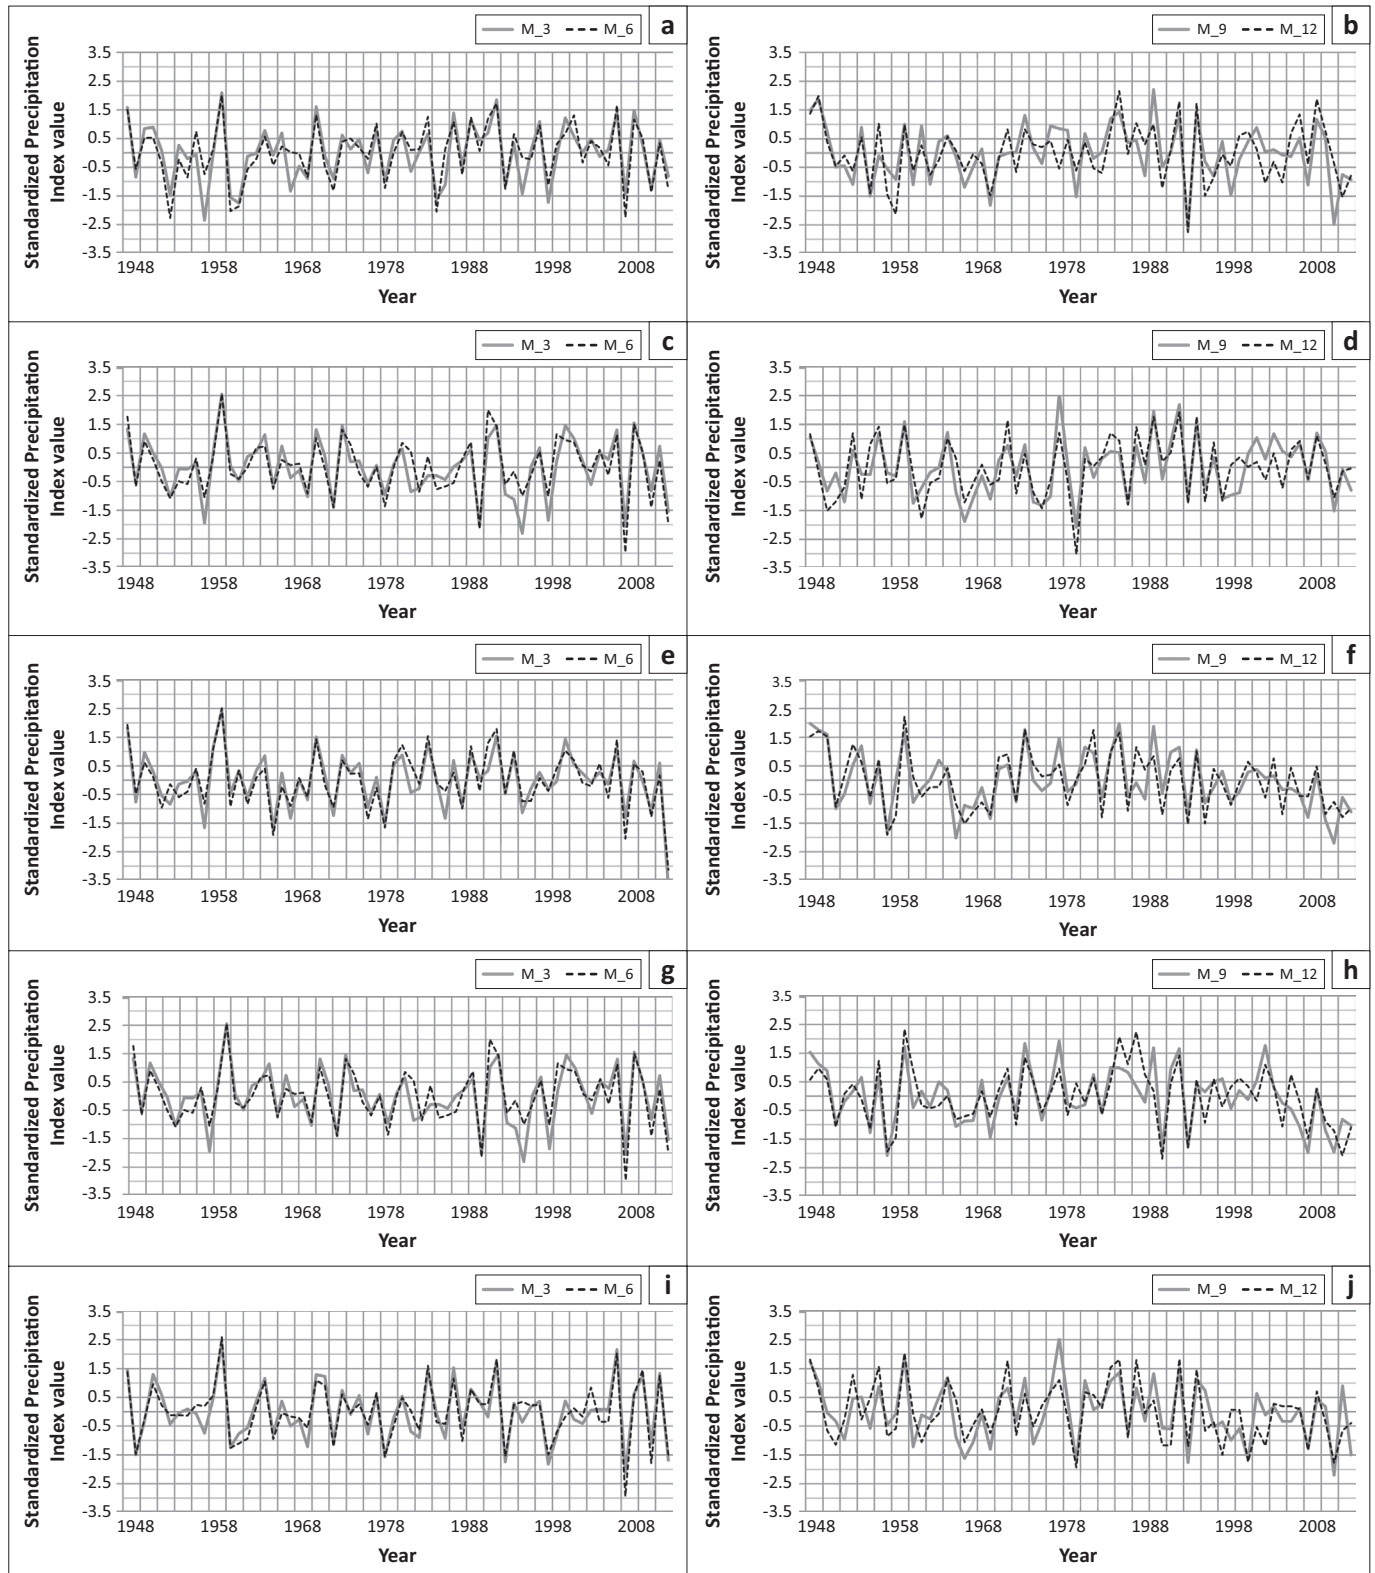 M_3 M_6 a
Standardized Precipitation
Index value
3.5
2.5
1.5
0.5
-0.5
-1.5
-2.5
-3.5
1948 1958 1968 1978 1988 1998 2008
Year
M_9 M_12 b
Standardized Precipitation
Index value
3.5
2.5
1.5
0.5
-0.5
-1.5
-2.5
-3.5
1948 1958 1968 1978 1988 1998 2008
Year
M_3 M_6 c
Standardized Precipitation
Index value
3.5
2.5
1.5
0.5
-0.5
-1.5
-2.5
-3.5
1948 1958 1968 1978 1988 1998 2008
Year
M_9 M_12 d
Standardized Precipitation
Index value
3.5
2.5
1.5
0.5
-0.5
-1.5
-2.5
-3.5
1948 1958 1968 1978 1988 1998 2008
Year
M_3 M_6 e
Standardized Precipitation
Index value
3.5
2.5
1.5
0.5
-0.5
-1.5
-2.5
-3.5
1948 1958 1968 1978 1988 1998 2008
Year
M_9 M_12 f
Standardized Precipitation
Index value
3.5
2.5
1.5
0.5
-0.5
-1.5
-2.5
-3.5
1948 1958 1968 1978 1988 1998 2008
Year
M_3 M_6 g
Standardized Precipitation
Index value
3.5
2.5
1.5
0.5
-0.5
-1.5
-2.5
-3.5
1948 1958 1968 1978 1988 1998 2008
Year
M_9 M_12 h
Standardized Precipitation
Index value
3.5
2.5
1.5
0.5
-0.5
-1.5
-2.5
-3.5
1948 1958 1968 1978 1988 1998 2008
Year
M_3 M_6 i
Standardized Precipitation
Index value
3.5
2.5
1.5
0.5
-0.5
-1.5
-2.5
-3.5
1948 1958 1968 1978 1988 1998 2008
Year
M_9 M_12 j
Standardized Precipitation
Index value
3.5
2.5
1.5
0.5
-0.5
-1.5
-2.5
-3.5
1948 1958 1968 1978 1988 1998 2008
Year